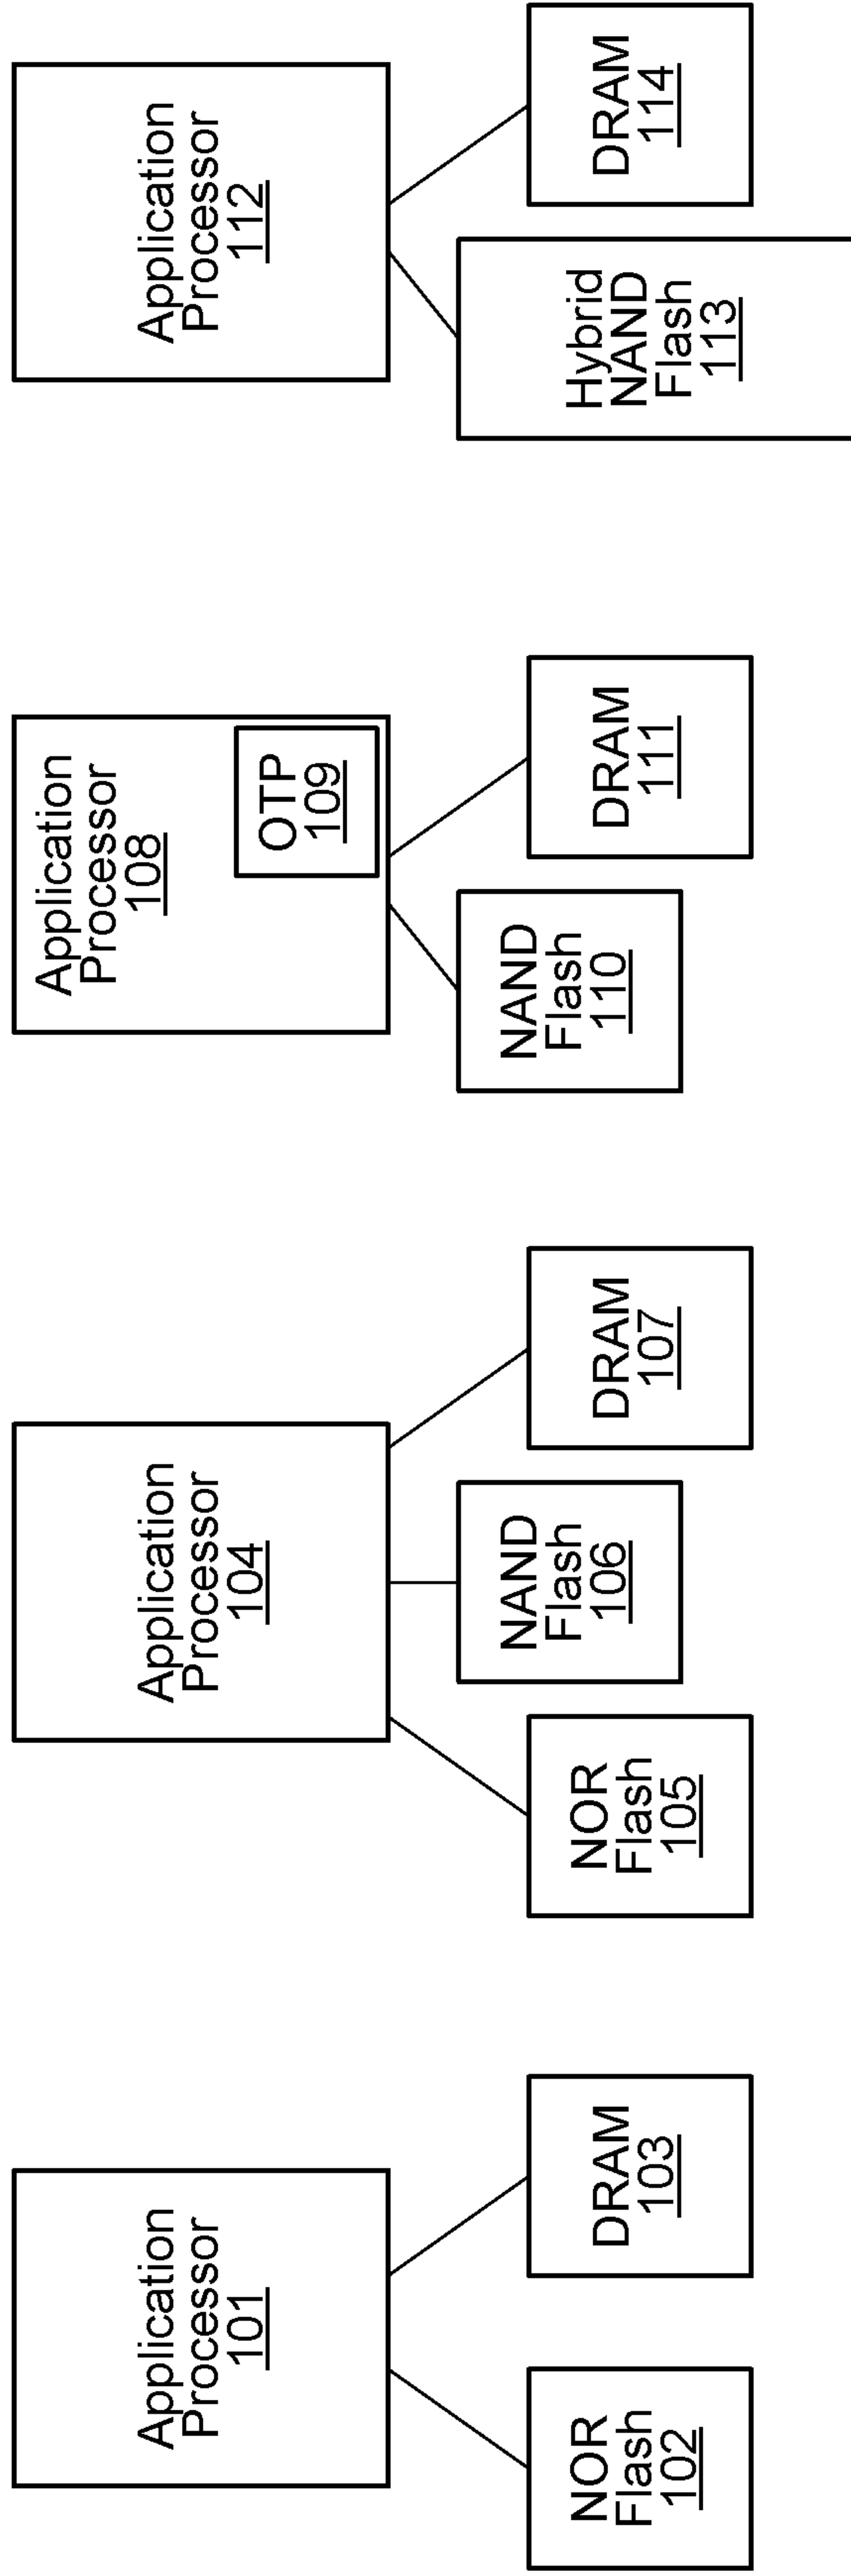 Application
Processor
101
NOR
Flash
102
DRAM
103
Application
Processor
104
NOR
Flash
105
NAND
Flash
106
DRAM
107
Application
Processor
108
OTP
109
NAND
Flash
110
DRAM
111
Application
Processor
112
Hybrid
NAND
Flash
113
DRAM
114